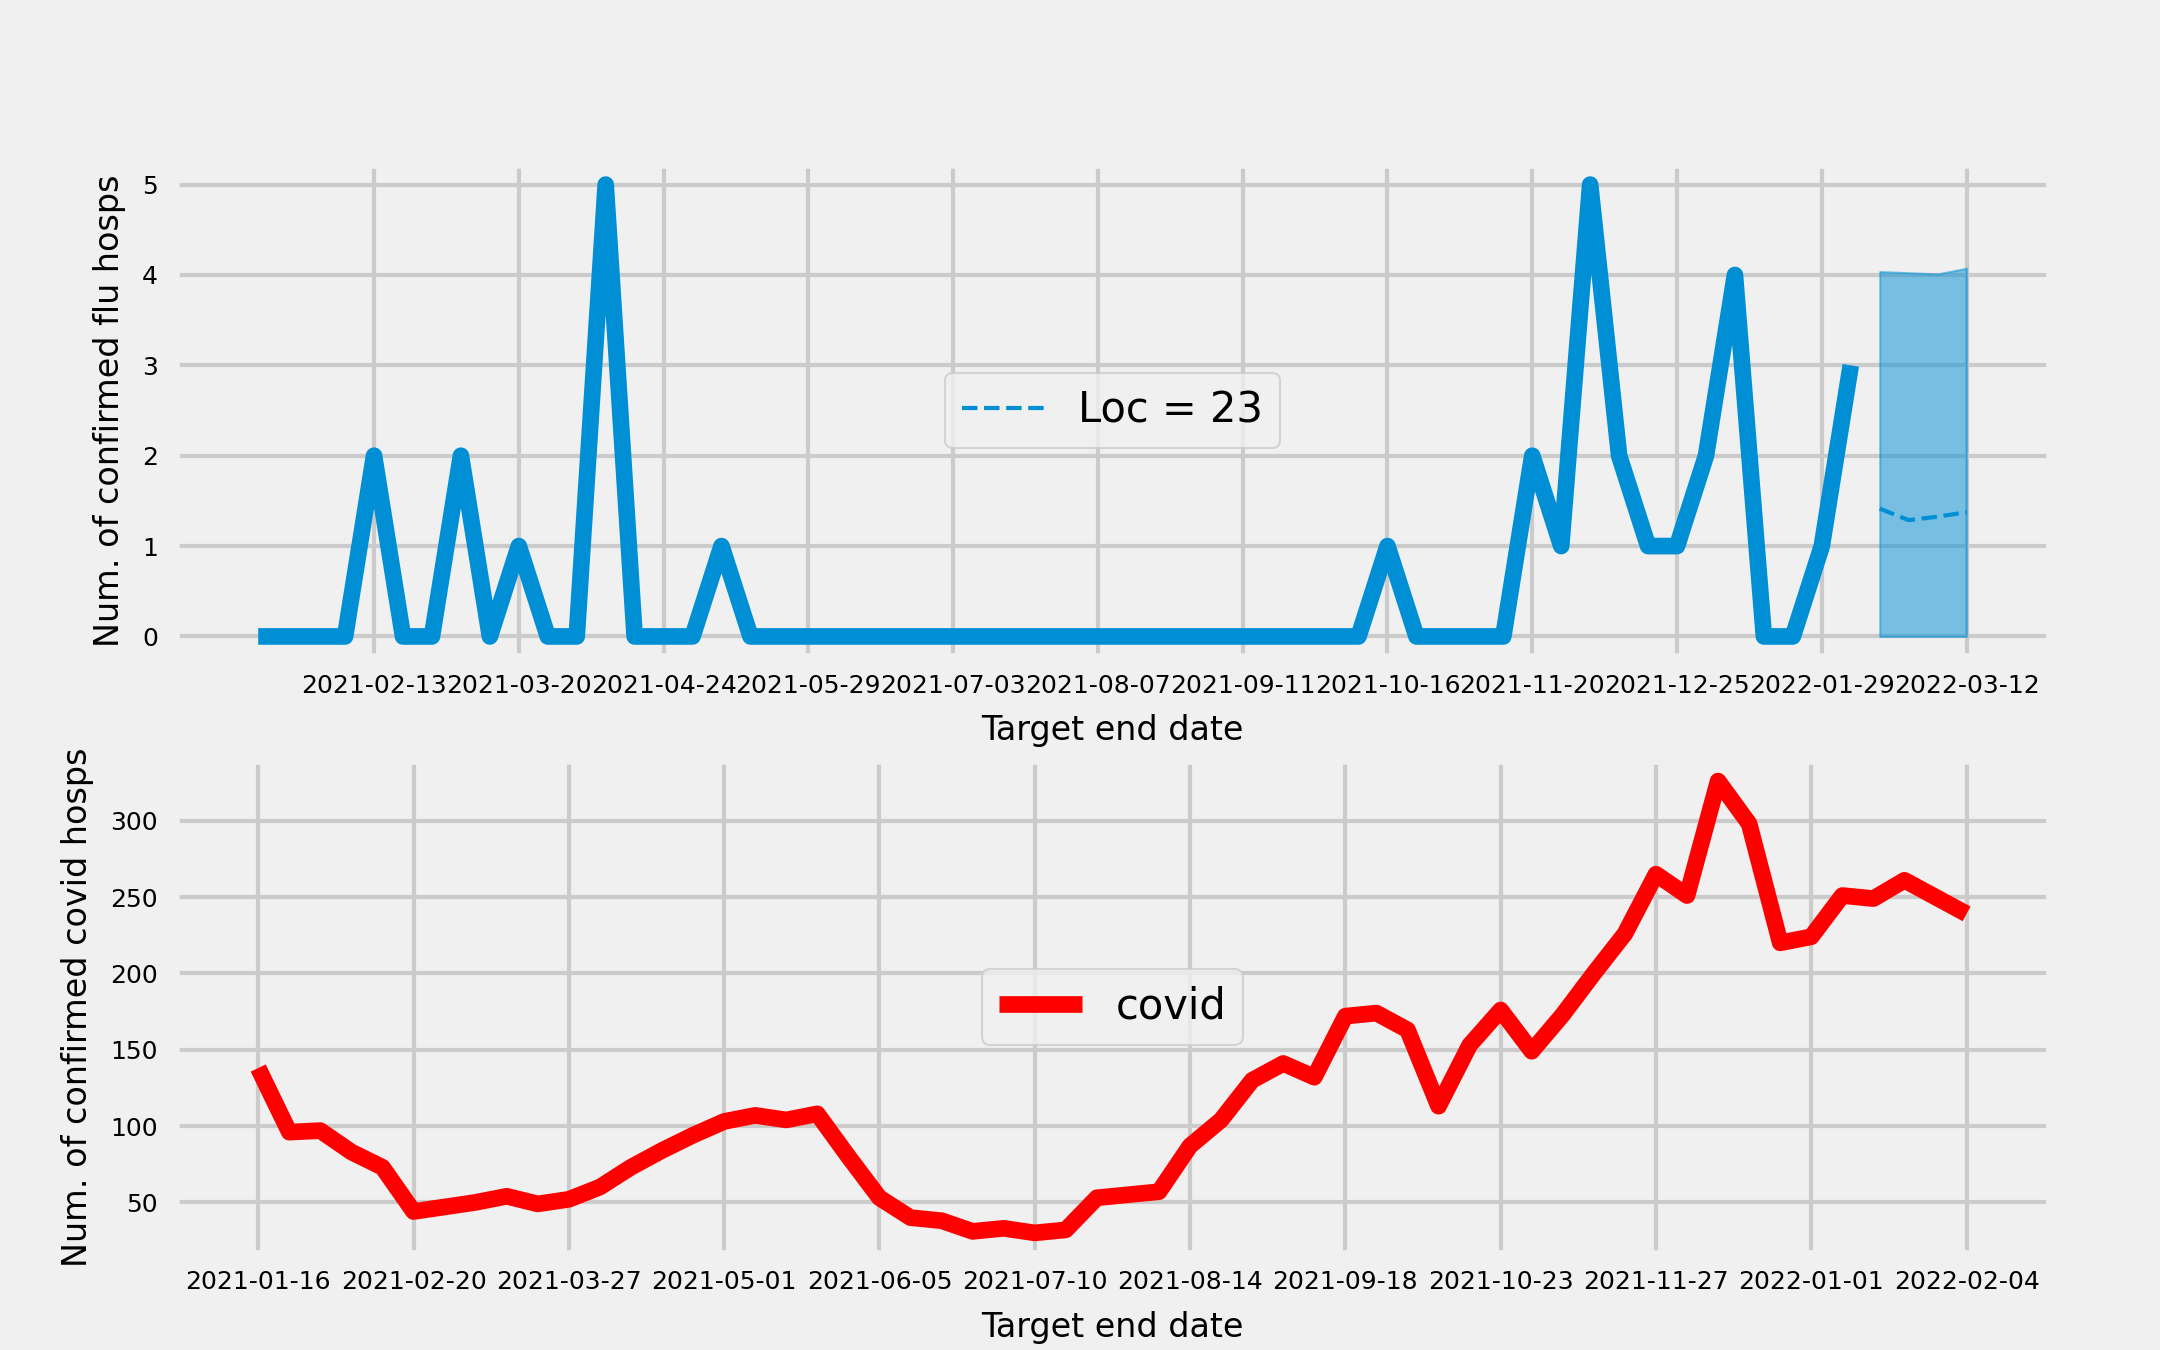 Num. of confirmed flu hosps
5
4
3
2
1
0
Loc = 23
2021-02-13 2021-03-20 2021-04-24 2021-05-29 2021-07-03 2021-08-07 2021-09-11 2021-10-16 2021-11-20 2021-12-25 2022-01-29 2022-03-12
Target end date
Num. of confirmed covid hosps
300
250
200
150
100
50
covid
2021-01-16 2021-02-20 2021-03-27 2021-05-01 2021-06-05 2021-07-10 2021-08-14 2021-09-18 2021-10-23 2021-11-27 2022-01-01 2022-02-04
Target end date